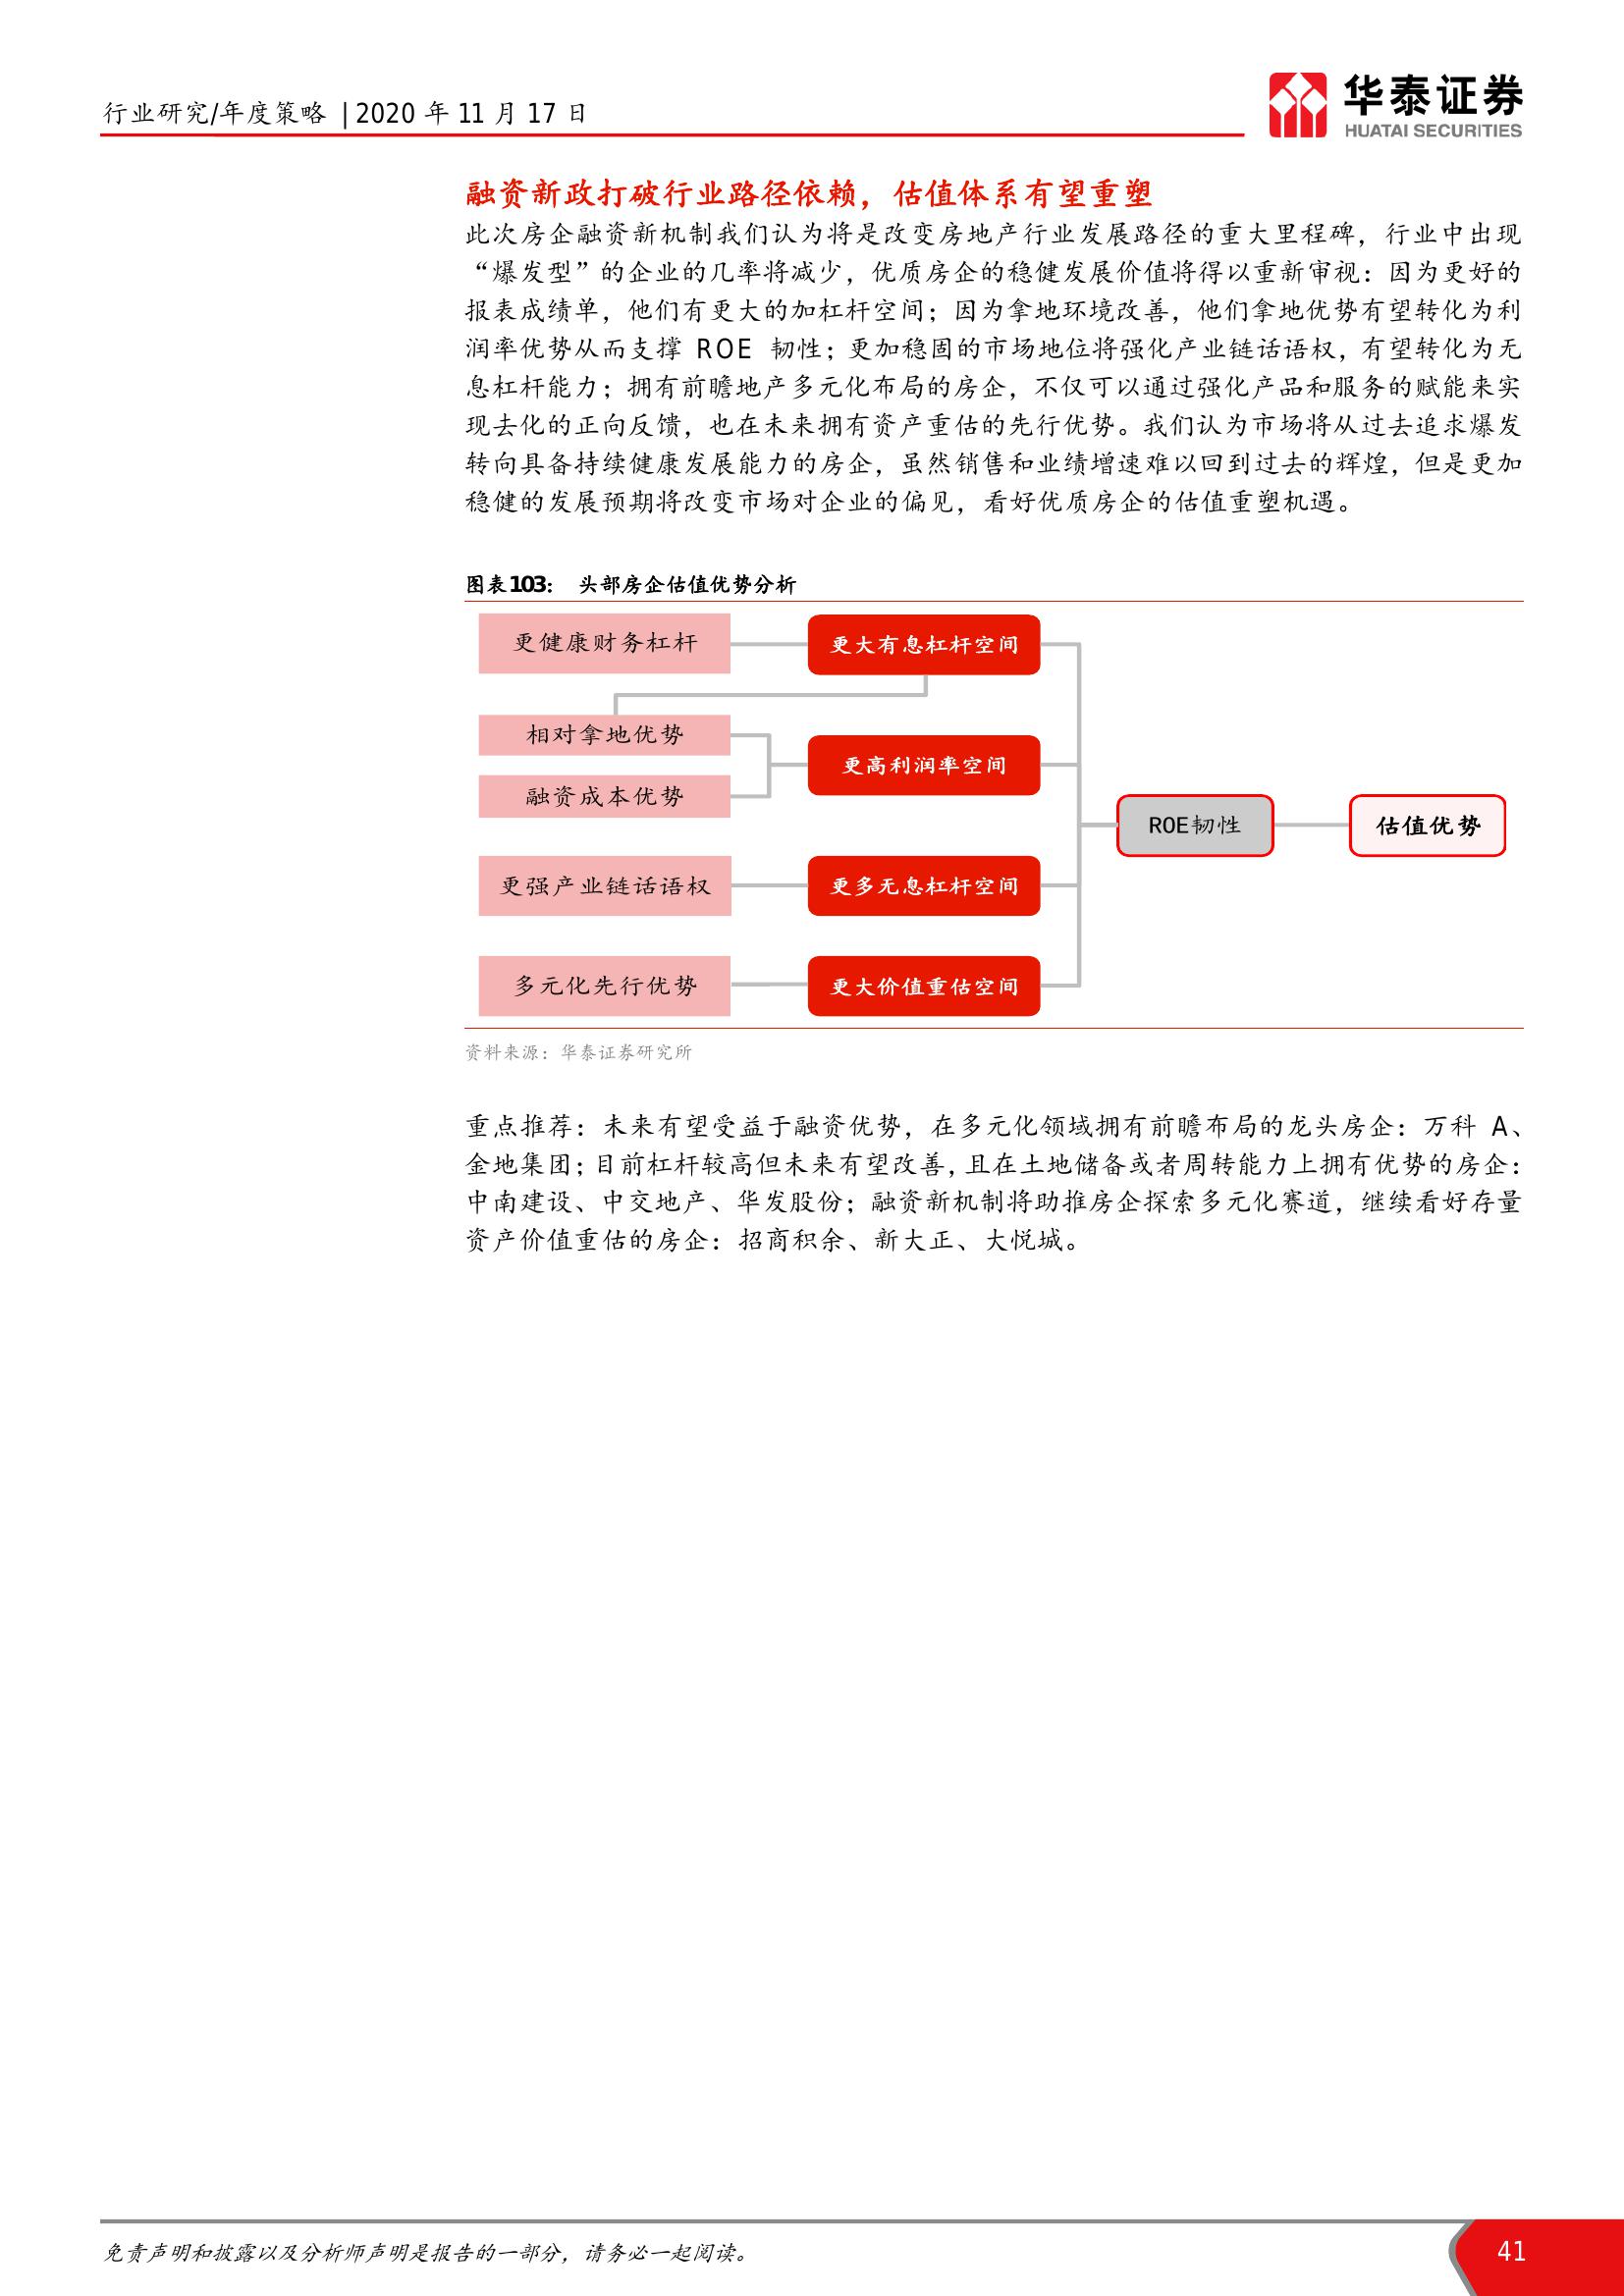 行业研究/年度策略 | 2020 年 11 月 17 日
华泰证券
HUATAI SECURITIES
融资新政打破行业路径依赖，估值体系有望重塑
此次房企融资新机制我们认为将是改变房地产行业发展路径的重大里程碑，行业中出现
“爆发型”的企业的几率将减少，优质房企的稳健发展价值将得以重新审视：因为更好的
报表成绩单，他们有更大的加杠杆空间；因为拿地环境改善，他们拿地优势有望转化为利
润率优势从而支撑 ROE 韧性；更加稳固的市场地位将强化产业链话语权，有望转化为无
息杠杆能力；拥有前瞻地产多元化布局的房企，不仅可以通过强化产品和服务的赋能来实
现去化的正向反馈，也在未来拥有资产重估的先行优势。我们认为市场将从过去追求爆发
转向具备持续健康发展能力的房企，虽然销售和业绩增速难以回到过去的辉煌，但是更加
稳健的发展预期将改变市场对企业的偏见，看好优质房企的估值重塑机遇。
图表103： 头部房企估值优势分析
更健康财务杠杆
更大有息杠杆空间
相对拿地优势
更高利润率空间
融资成本优势
ROE韧性
估值优势
更强产业链话语权
更多无息杠杆空间
多元化先行优势
更大价值重估空间
资料来源：华泰证券研究所
重点推荐：未来有望受益于融资优势，在多元化领域拥有前瞻布局的龙头房企：万科 A、
金地集团；目前杠杆较高但未来有望改善，且在土地储备或者周转能力上拥有优势的房企：
中南建设、中交地产、华发股份；融资新机制将助推房企探索多元化赛道，继续看好存量
资产价值重估的房企：招商积余、新大正、大悦城。
免责声明和披露以及分析师声明是报告的一部分，请务必一起阅读。
41